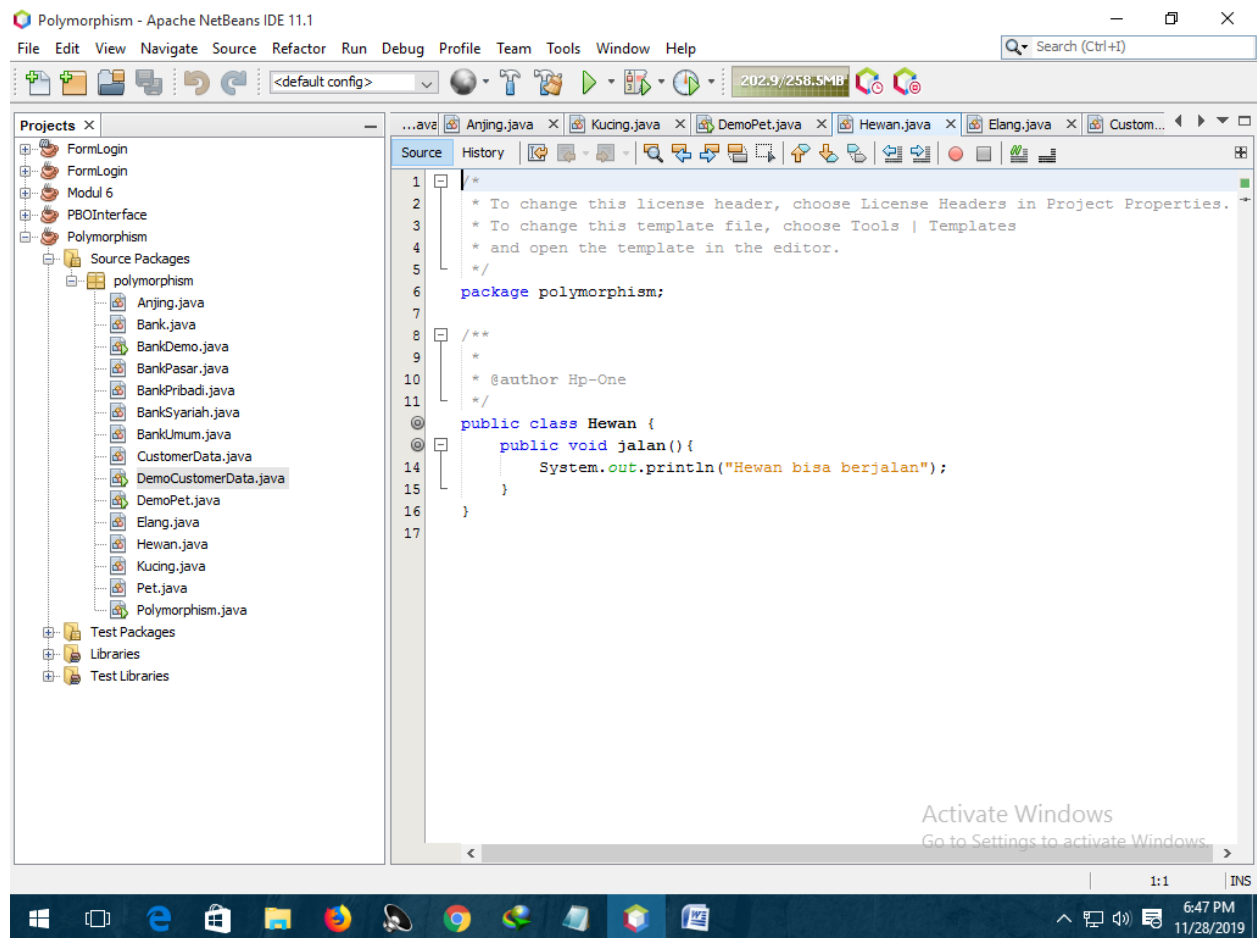 Polymorphism - Apache NetBeans IDE 11.1
File Edit View Navigate Source Refactor Run Debug Profile Team Tools Window Help
Search (Ctrl+I)
<default config>
202.9/258.5MB
Projects
FormLogin
FormLogin
Modul 6
PBOInterface
Polymorphism
Source Packages
polymorphism
Anjing.java
Bank.java
BankDemo.java
BankPasar.java
BankPribadi.java
BankSyariah.java
BankUmum.java
CustomerData.java
DemoCustomerData.java
DemoPet.java
Elang.java
Hewan.java
Kucing.java
Pet.java
Polymorphism.java
Test Packages
Libraries
Test Libraries
...ava Anjing.java Kucing.java DemoPet.java Hewan.java Elang.java Custom...
Source History
1 /*
2 * To change this license header, choose License Headers in Project Properties.
3 * To change this template file, choose Tools | Templates
4 * and open the template in the editor.
5 */
6 package polymorphism;
7
8 /**
9 *
10 * @author Hp-One
11 */
public class Hewan {
public void jalan(){
14 System.out.println("Hewan bisa berjalan");
15 }
16 }
17
Activate Windows
Go to Settings to activate Windows.
1:1 INS
6:47 PM
11/28/2019